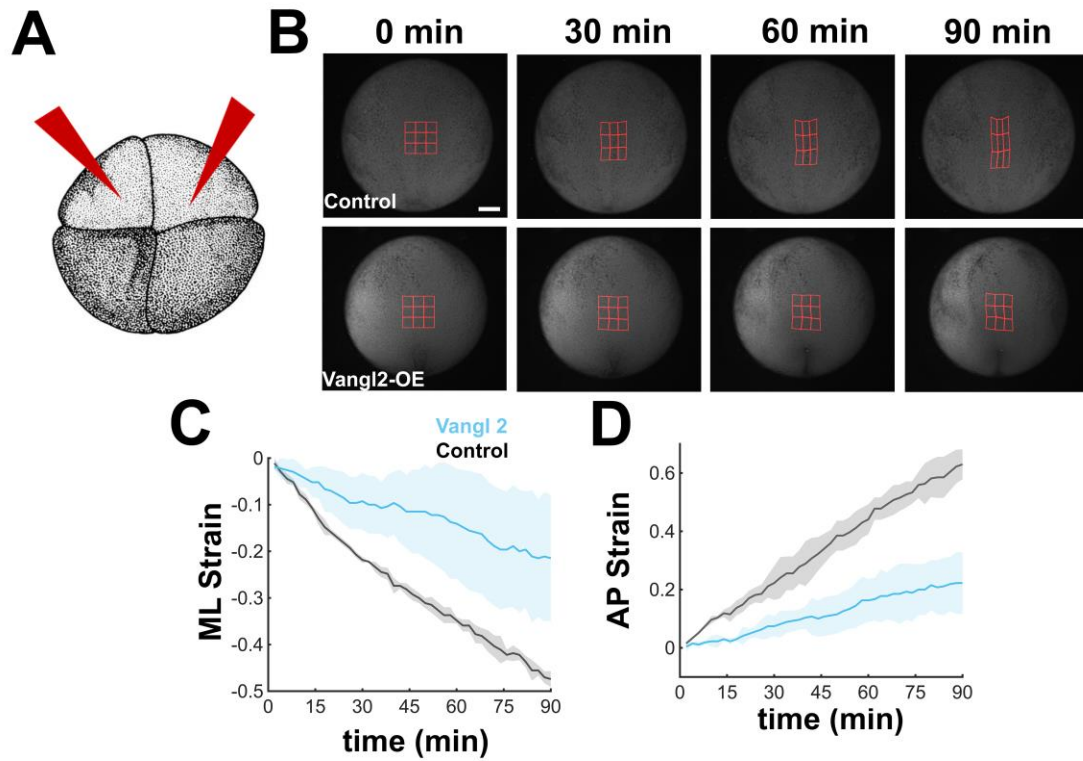 A
B
0 min
30 min
60 min
90 min
Control
Vangl2-OE
C
Vangl 2
Control
ML Strain
0
-0.1
-0.2
-0.3
-0.4
-0.5
0 15 30 45 60 75 90
time (min)
D
AP Strain
0.6
0.4
0.2
0
0 15 30 45 60 75 90
time (min)